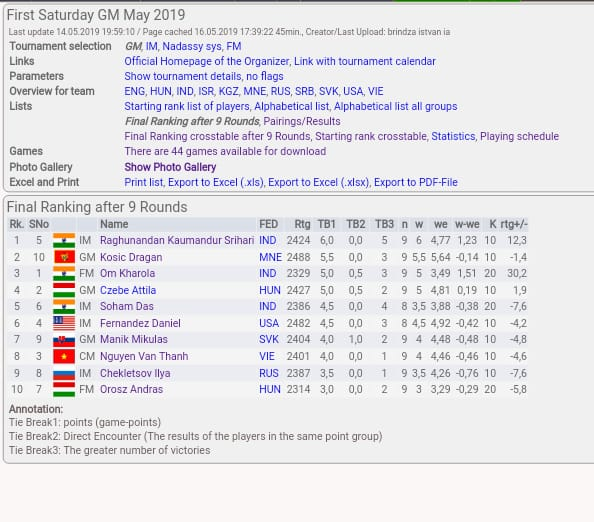 First Saturday GM May 2019
Last update 14.05.2019 19:59:10 / Page cached 16.05.2019 17:39:22 45min., Creator/Last Upload: brindza istvan ia
Tournament selection GM, IM, Nadassy sys, FM
Links Official Homepage of the Organizer, Link with tournament calendar
Parameters Show tournament details, no flags
Overview for team ENG, HUN, IND, ISR, KGZ, MNE, RUS, SRB, SVK, USA, VIE
Lists Starting rank list of players, Alphabetical list, Alphabetical list all groups
Final Ranking after 9 Rounds, Pairings/Results
Final Ranking crosstable after 9 Rounds, Starting rank crosstable, Statistics, Playing schedule
Games There are 44 games available for download
Photo Gallery Show Photo Gallery
Excel and Print Print list, Export to Excel (.xls), Export to Excel (.xlsx), Export to PDF-File
Final Ranking after 9 Rounds
Rk. SNo Name FED Rtg TB1 TB2 TB3 n w we w-we K rtg+/-
1 5 IM Raghunandan Kaumandur Srihari IND 2424 6,0 0,0 5 9 6 4,77 1,23 10 12,3
2 10 GM Kosic Dragan MNE 2488 5,5 0,0 3 9 5,5 5,64 -0,14 10 -1,4
3 1 FM Om Kharola IND 2329 5,0 0,5 3 9 5 3,49 1,51 20 30,2
4 2 GM Czebe Attila HUN 2427 5,0 0,5 2 9 5 4,81 0,19 10 1,9
5 6 IM Soham Das IND 2386 4,5 0,0 4 8 3,5 3,88 -0,38 20 -7,6
6 4 IM Fernandez Daniel USA 2482 4,5 0,0 3 8 4,5 4,92 -0,42 10 -4,2
7 9 GM Manik Mikulas SVK 2404 4,0 1,0 2 9 4 4,48 -0,48 10 -4,8
8 3 CM Nguyen Van Thanh VIE 2401 4,0 0,0 1 9 4 4,46 -0,46 10 -4,6
9 8 IM Chekletsov Ilya RUS 2387 3,5 0,0 1 9 3,5 4,26 -0,76 10 -7,6
10 7 FM Orosz Andras HUN 2314 3,0 0,0 2 9 3 3,29 -0,29 20 -5,8
Annotation:
Tie Break1: points (game-points)
Tie Break2: Direct Encounter (The results of the players in the same point group)
Tie Break3: The greater number of victories